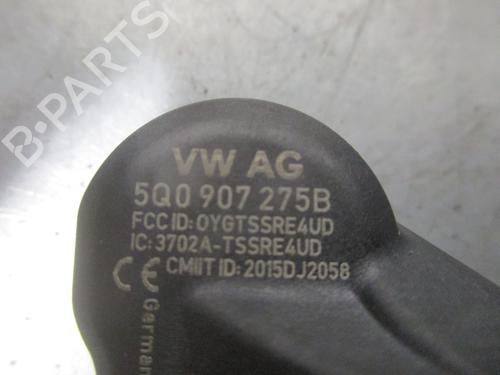 B-PARTS
VW AG
5Q0 907 275B
FCC ID: OYGTSSRE4UD
IC: 3702A-TSSRE4UD
CE CMIIT ID: 2015DJ2058
German